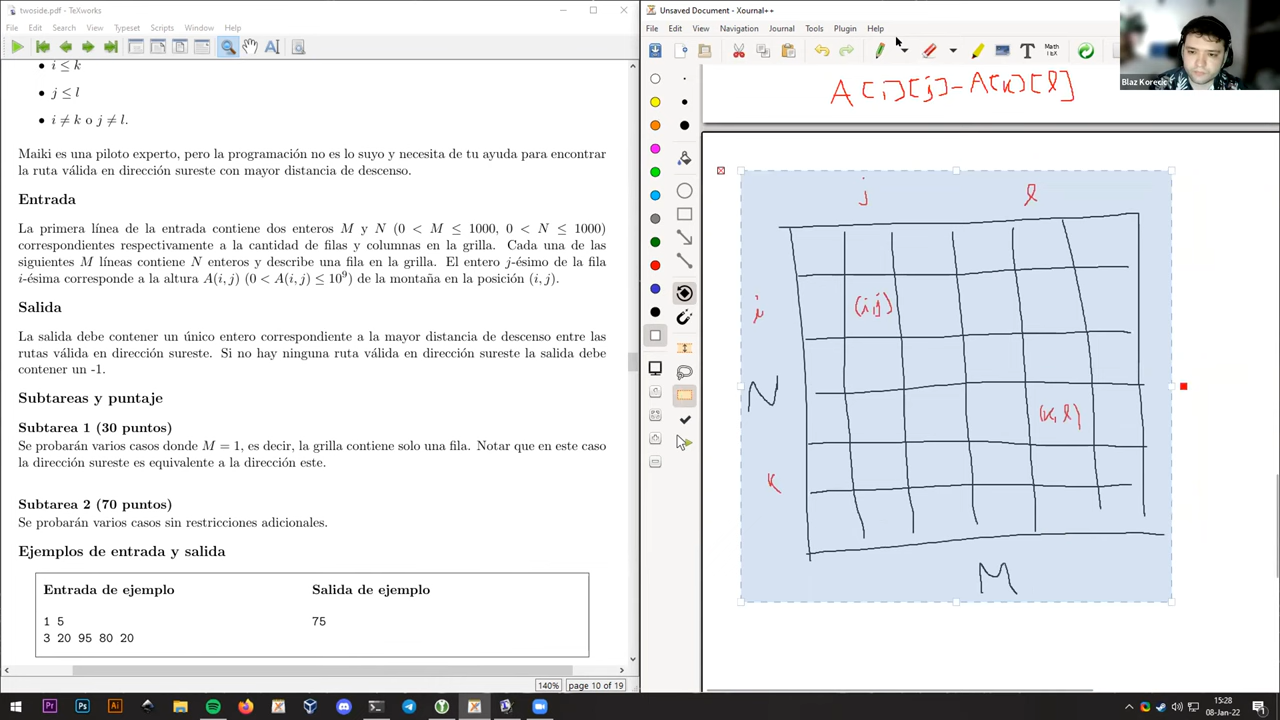 twoside.pdf - TeXworks
File Edit Search View Typeset Scripts Window Help
• i ≤ k
• j ≤ l
• i ≠ k o j ≠ l.
Maiki es una piloto experto, pero la programación no es lo suyo y necesita de tu ayuda para encontrar
la ruta válida en dirección sureste con mayor distancia de descenso.
Entrada
La primera línea de la entrada contiene dos enteros M y N (0 < M ≤ 1000, 0 < N ≤ 1000)
correspondientes respectivamente a la cantidad de filas y columnas en la grilla. Cada una de las
siguientes M líneas contiene N enteros y describe una fila en la grilla. El entero j-ésimo de la fila
i-ésima corresponde a la altura A(i, j) (0 < A(i, j) ≤ 10⁹) de la montaña en la posición (i, j).
Salida
La salida debe contener un único entero correspondiente a la mayor distancia de descenso entre las
rutas válida en dirección sureste. Si no hay ninguna ruta válida en dirección sureste la salida debe
contener un -1.
Subtareas y puntaje
Subtarea 1 (30 puntos)
Se probarán varios casos donde M = 1, es decir, la grilla contiene solo una fila. Notar que en este caso
la dirección sureste es equivalente a la dirección este.
Subtarea 2 (70 puntos)
Se probarán varios casos sin restricciones adicionales.
Ejemplos de entrada y salida
Entrada de ejemplo Salida de ejemplo
1 5 75
3 20 95 80 20
140% page 10 of 19
Unsaved Document - Xournal++
File Edit View Navigation Journal Tools Plugin Help
Math
TEX
Blaz Korecic
A[i][j]-A[k][l]
j l
i (i,j)
N
(k,l)
k
M
15:28
08-Jan-22